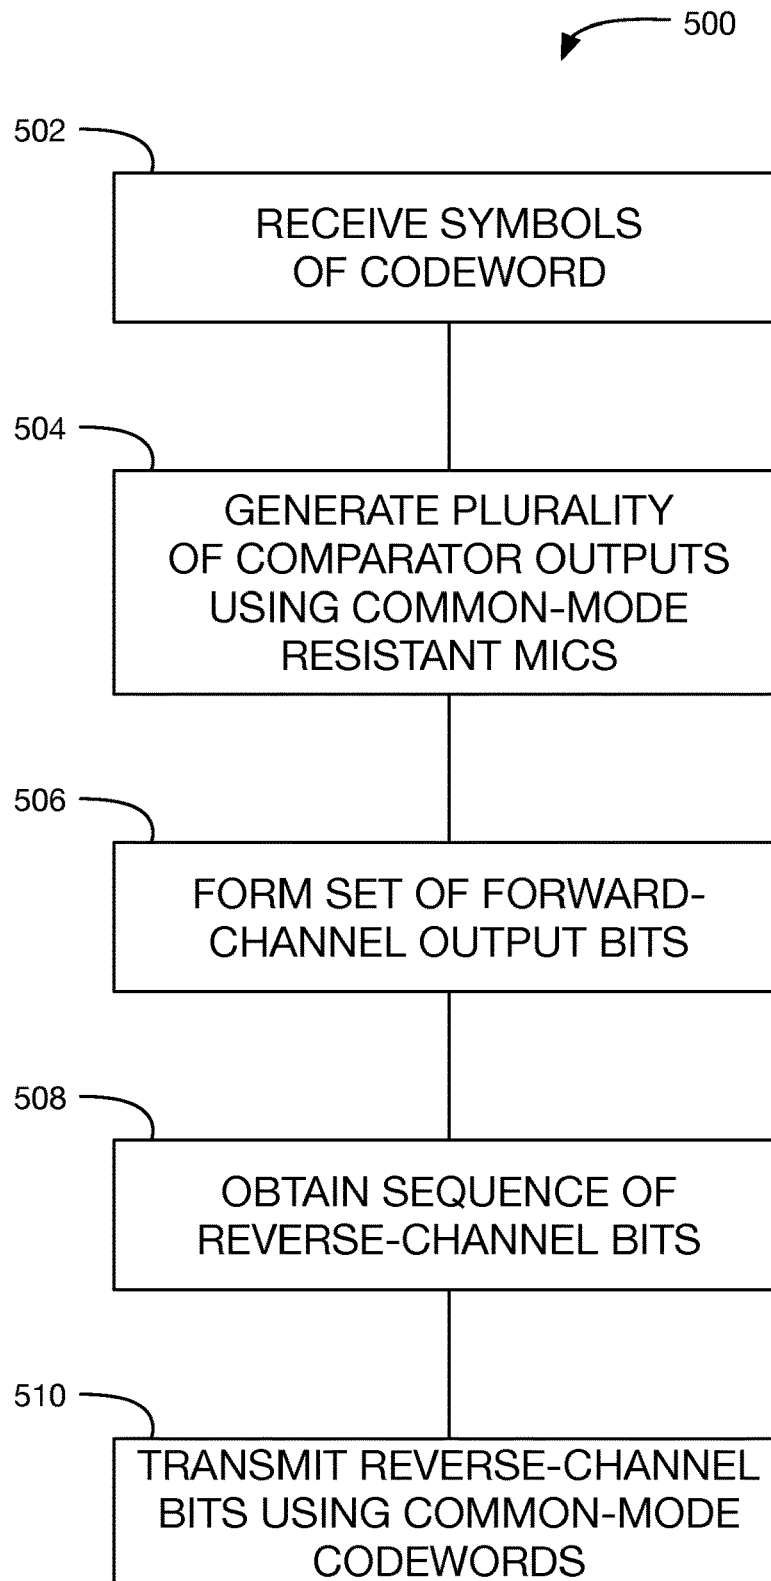 500
502
RECEIVE SYMBOLS
OF CODEWORD
504
GENERATE PLURALITY
OF COMPARATOR OUTPUTS
USING COMMON-MODE
RESISTANT MICS
506
FORM SET OF FORWARD-
CHANNEL OUTPUT BITS
508
OBTAIN SEQUENCE OF
REVERSE-CHANNEL BITS
510
TRANSMIT REVERSE-CHANNEL
BITS USING COMMON-MODE
CODEWORDS